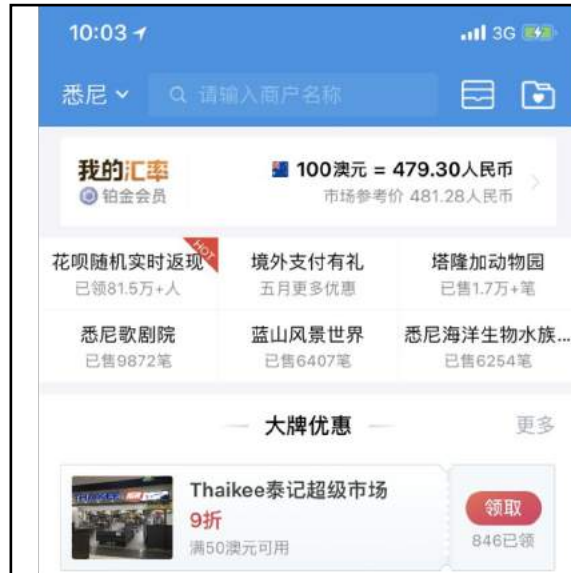 10:03
3G
悉尼
请输入商户名称
我的汇率
100澳元 = 479.30人民币
铂金会员
市场参考价 481.28人民币
HOT
花呗随机实时返现
境外支付有礼
塔隆加动物园
已领81.5万+人
五月更多优惠
已售1.7万+笔
悉尼歌剧院
蓝山风景世界
悉尼海洋生物水族...
已售9872笔
已售6407笔
已售6254笔
大牌优惠
更多
THAIKEE
Thaikee泰记超级市场
9折
领取
满50澳元可用
846已领